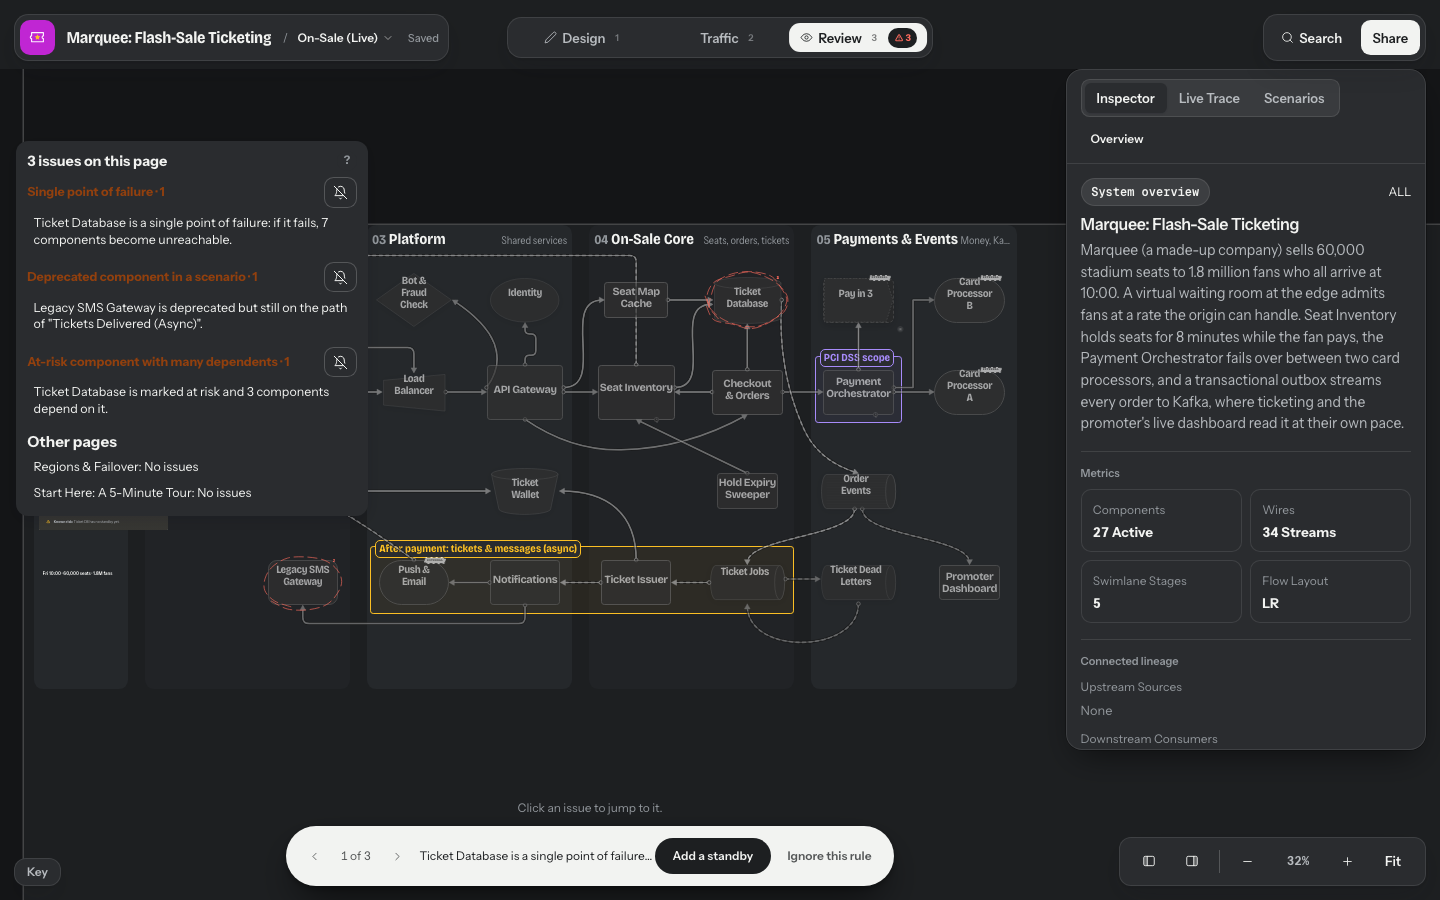 Marquee: Flash-Sale Ticketing / On-Sale (Live) Saved
Design 1
Traffic 2
Review 3 3
Search
Share
Inspector
Live Trace
Scenarios
Overview
3 issues on this page ?
Single point of failure · 1
Ticket Database is a single point of failure: if it fails, 7
components become unreachable.
Deprecated component in a scenario · 1
Legacy SMS Gateway is deprecated but still on the path
of "Tickets Delivered (Async)".
At-risk component with many dependents · 1
Ticket Database is marked at risk and 3 components
depend on it.
Other pages
Regions & Failover: No issues
Start Here: A 5-Minute Tour: No issues
03 Platform Shared services
04 On-Sale Core Seats, orders, tickets
05 Payments & Events Money, Ka...
Bot &
Fraud
Check
Identity
Seat Map
Cache
Ticket
Database
Pay in 3
Card
Processor
B
PCI DSS scope
Load
Balancer
API Gateway
Seat Inventory
Checkout
& Orders
Payment
Orchestrator
Card
Processor
A
Ticket
Wallet
Hold Expiry
Sweeper
Order
Events
After payment: tickets & messages (async)
Fri 10:00 · 60,000 seats · 1.8M fans
Legacy SMS
Gateway
Push &
Email
Notifications
Ticket Issuer
Ticket Jobs
Ticket Dead
Letters
Promoter
Dashboard
System overview
ALL
Marquee: Flash-Sale Ticketing
Marquee (a made-up company) sells 60,000
stadium seats to 1.8 million fans who all arrive at
10:00. A virtual waiting room at the edge admits
fans at a rate the origin can handle. Seat Inventory
holds seats for 8 minutes while the fan pays, the
Payment Orchestrator fails over between two card
processors, and a transactional outbox streams
every order to Kafka, where ticketing and the
promoter's live dashboard read it at their own pace.
Metrics
Components
27 Active
Wires
34 Streams
Swimlane Stages
5
Flow Layout
LR
Connected lineage
Upstream Sources
None
Downstream Consumers
Click an issue to jump to it.
1 of 3
Ticket Database is a single point of failure...
Add a standby
Ignore this rule
Key
32%
Fit